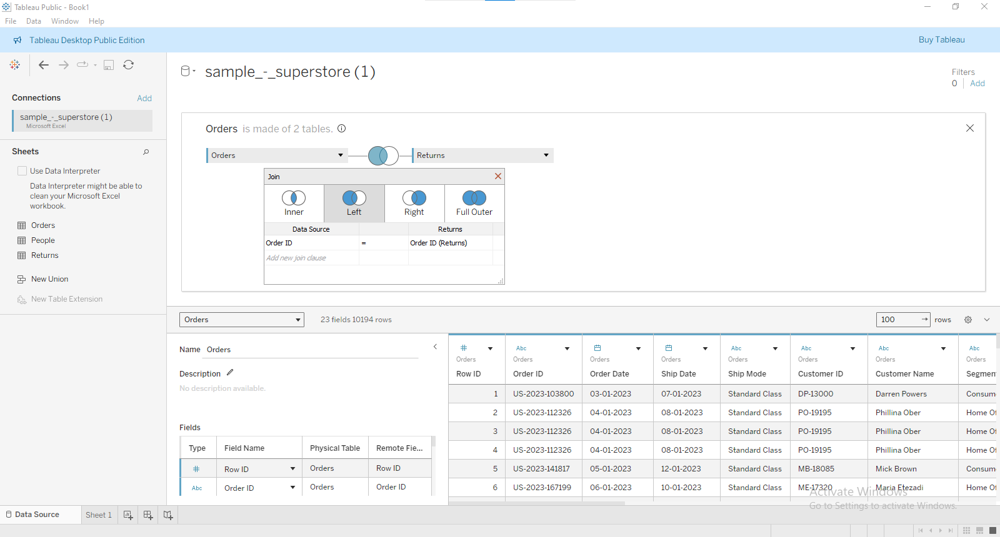 Tableau Public - Book1
File Data Window Help
Tableau Desktop Public Edition
Buy Tableau
Connections Add
sample_-_superstore (1)
Microsoft Excel
Sheets
Use Data Interpreter
Data Interpreter might be able to
clean your Microsoft Excel
workbook.
Orders
People
Returns
New Union
New Table Extension
sample_-_superstore (1)
Filters
0 Add
Orders is made of 2 tables.
Orders Returns
Join
Inner Left Right Full Outer
Data Source Returns
Order ID = Order ID (Returns)
Add new join clause
Orders 23 fields 10194 rows 100 rows
Name Orders
Description
No description available.
Fields
Type Field Name Physical Table Remote Fie...
# Row ID Orders Row ID
Abc Order ID Orders Order ID
# Abc Abc Abc Abc Abc
Orders Orders Orders Orders Orders Orders Orders Orders
Row ID Order ID Order Date Ship Date Ship Mode Customer ID Customer Name Segmen
1 US-2023-103800 03-01-2023 07-01-2023 Standard Class DP-13000 Darren Powers Consum
2 US-2023-112326 04-01-2023 08-01-2023 Standard Class PO-19195 Phillina Ober Home Of
3 US-2023-112326 04-01-2023 08-01-2023 Standard Class PO-19195 Phillina Ober Home Of
4 US-2023-112326 04-01-2023 08-01-2023 Standard Class PO-19195 Phillina Ober Home Of
5 US-2023-141817 05-01-2023 12-01-2023 Standard Class MB-18085 Mick Brown Consum
6 US-2023-167199 06-01-2023 10-01-2023 Standard Class ME-17320 Maria Etezadi Home Of
Activate Windows
Go to Settings to activate Windows.
Data Source Sheet 1